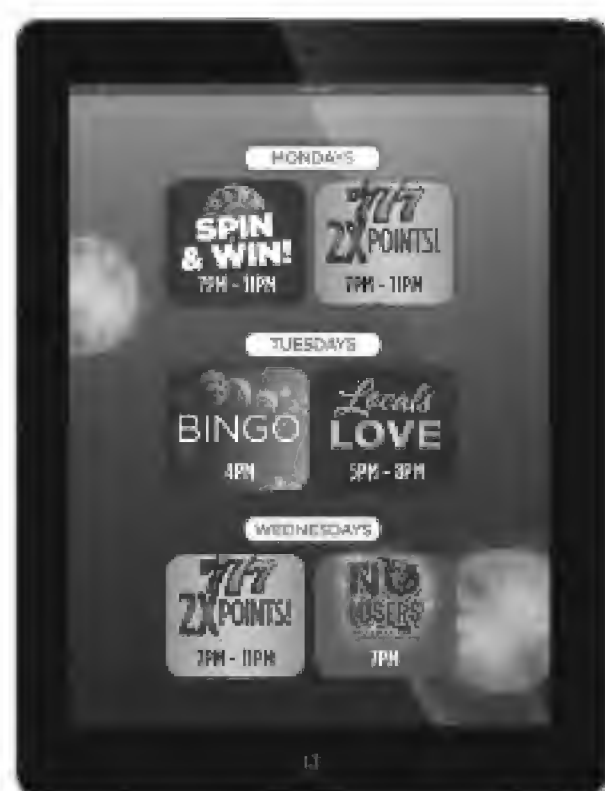 MONDAYS
SPIN
& WIN!
7PM - 11PM
777
2X POINTS!
7PM - 11PM
TUESDAYS
BINGO
4PM
Locals
LOVE
5PM - 8PM
WEDNESDAYS
777
2X POINTS!
7PM - 11PM
NO
LOSERS
7PM